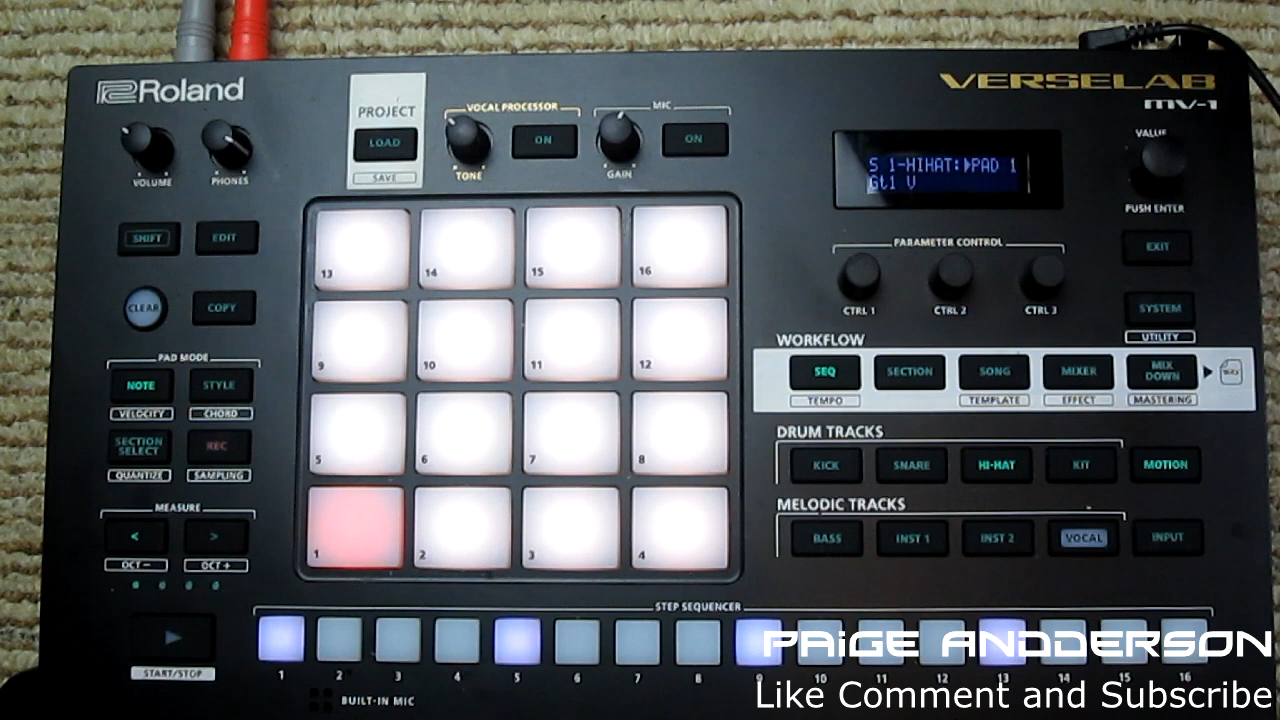 Roland
VERSELAB
MV-1
PROJECT
LOAD
SAVE
VOCAL PROCESSOR
TONE
ON
MIC
GAIN
ON
VOLUME
PHONES
S 1-HIHAT: PAD 1
Gt1 V
VALUE
PUSH ENTER
SHIFT
EDIT
EXIT
PARAMETER CONTROL
CTRL 1
CTRL 2
CTRL 3
CLEAR
COPY
SYSTEM
UTILITY
13 14 15 16
9 10 11 12
5 6 7 8
1 2 3 4
WORKFLOW
SEQ
SECTION
SONG
MIXER
MIX
DOWN
TEMPO
TEMPLATE
EFFECT
MASTERING
PAD MODE
NOTE
STYLE
VELOCITY
CHORD
SECTION
SELECT
REC
QUANTIZE
SAMPLING
DRUM TRACKS
KICK
SNARE
HI-HAT
KIT
MOTION
MELODIC TRACKS
BASS
INST 1
INST 2
VOCAL
INPUT
MEASURE
<
>
OCT −
OCT +
STEP SEQUENCER
START/STOP
1 2 3 4 5 6 7 8 9 10 11 12 13 14 15 16
BUILT-IN MIC
PAIGE ANDDERSON
Like Comment and Subscribe